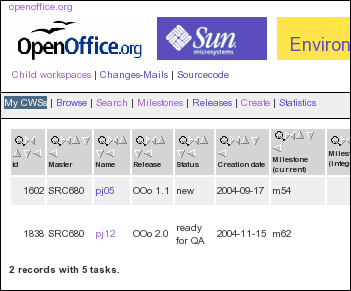 openoffice.org
OpenOffice.org
Sun
microsystems
Environ
Child workspaces | Changes-Mails | Sourcecode
My CWSs | Browse | Search | Milestones | Releases | Create | Statistics
Id Master Name Release Status Creation date Milestone (current) Milestone (integ
1602 SRC680 pj05 OOo 1.1 new 2004-09-17 m54
1838 SRC680 pj12 OOo 2.0 ready for QA 2004-11-15 m62
2 records with 5 tasks.